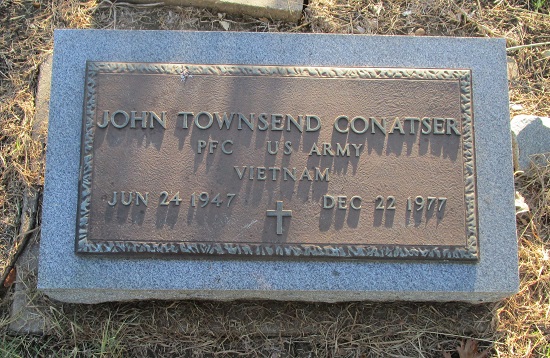 JOHN TOWNSEND CONATSER
PFC US ARMY
VIETNAM
JUN 24 1947 DEC 22 1977